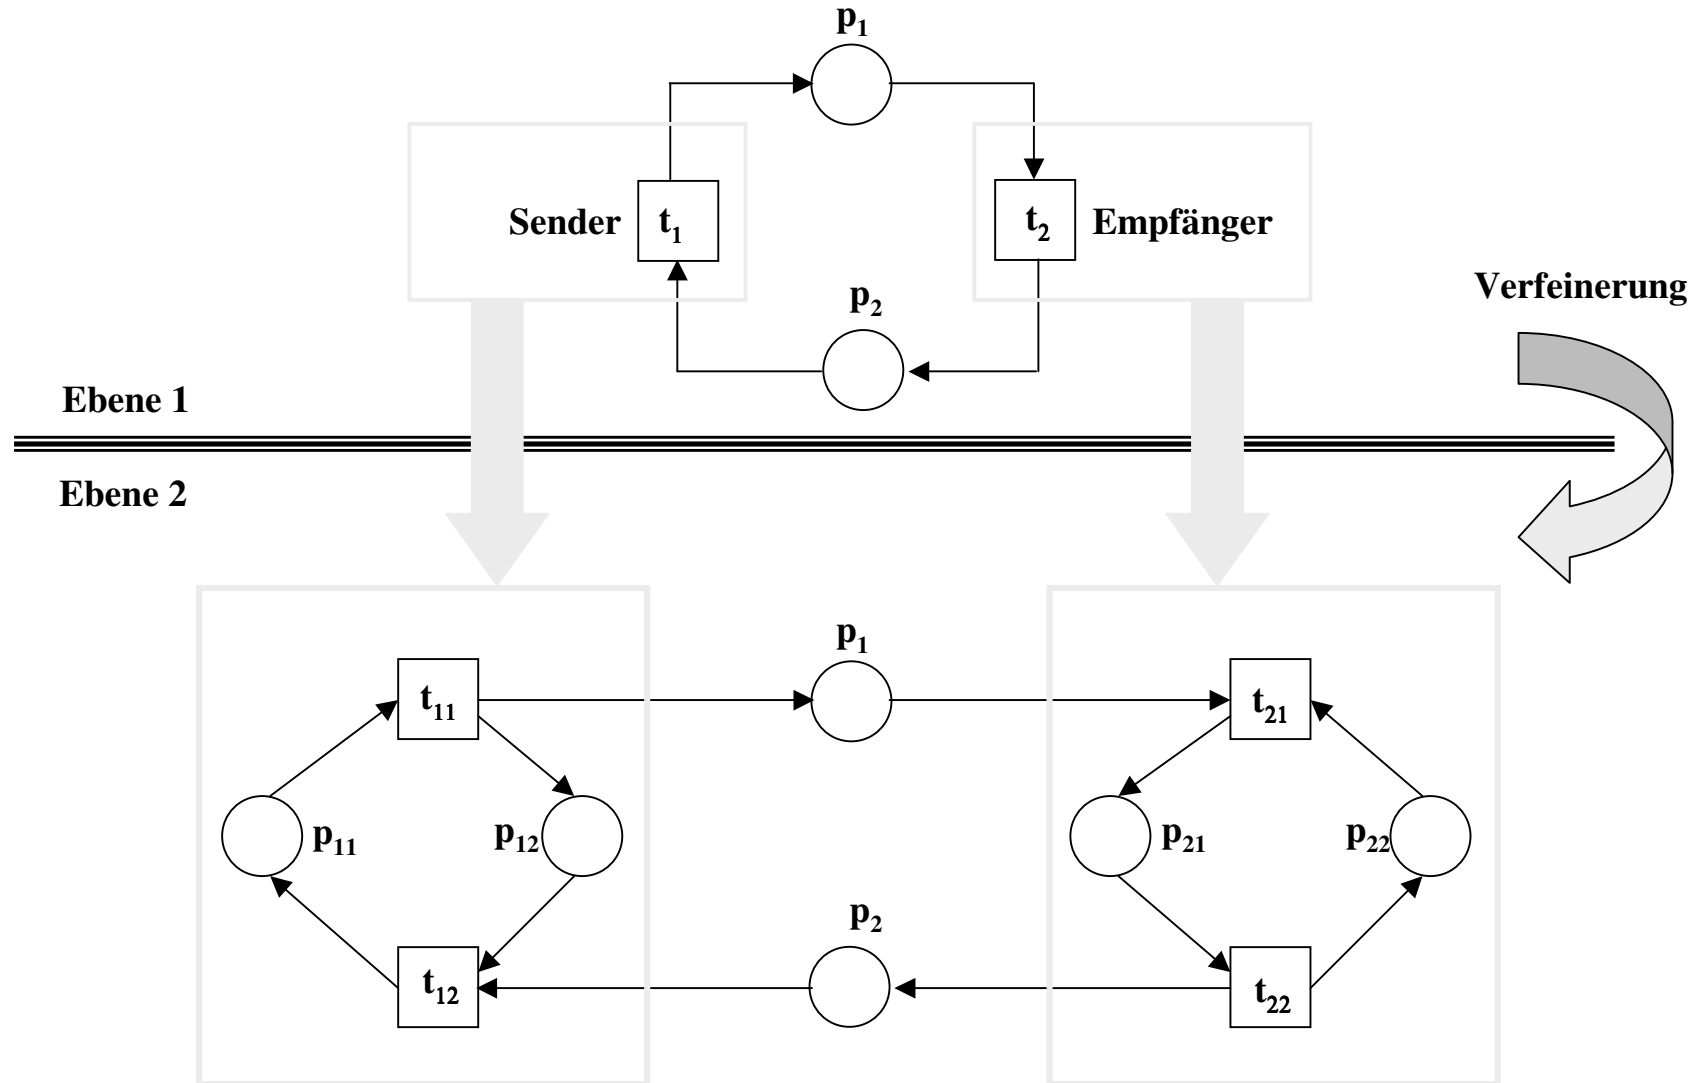 p₁
Sender t₁ t₂ Empfänger
Verfeinerung
p₂
Ebene 1
Ebene 2
p₁
t₁₁ t₂₁
p₁₁ p₁₂ p₂₁ p₂₂
p₂
t₁₂ t₂₂